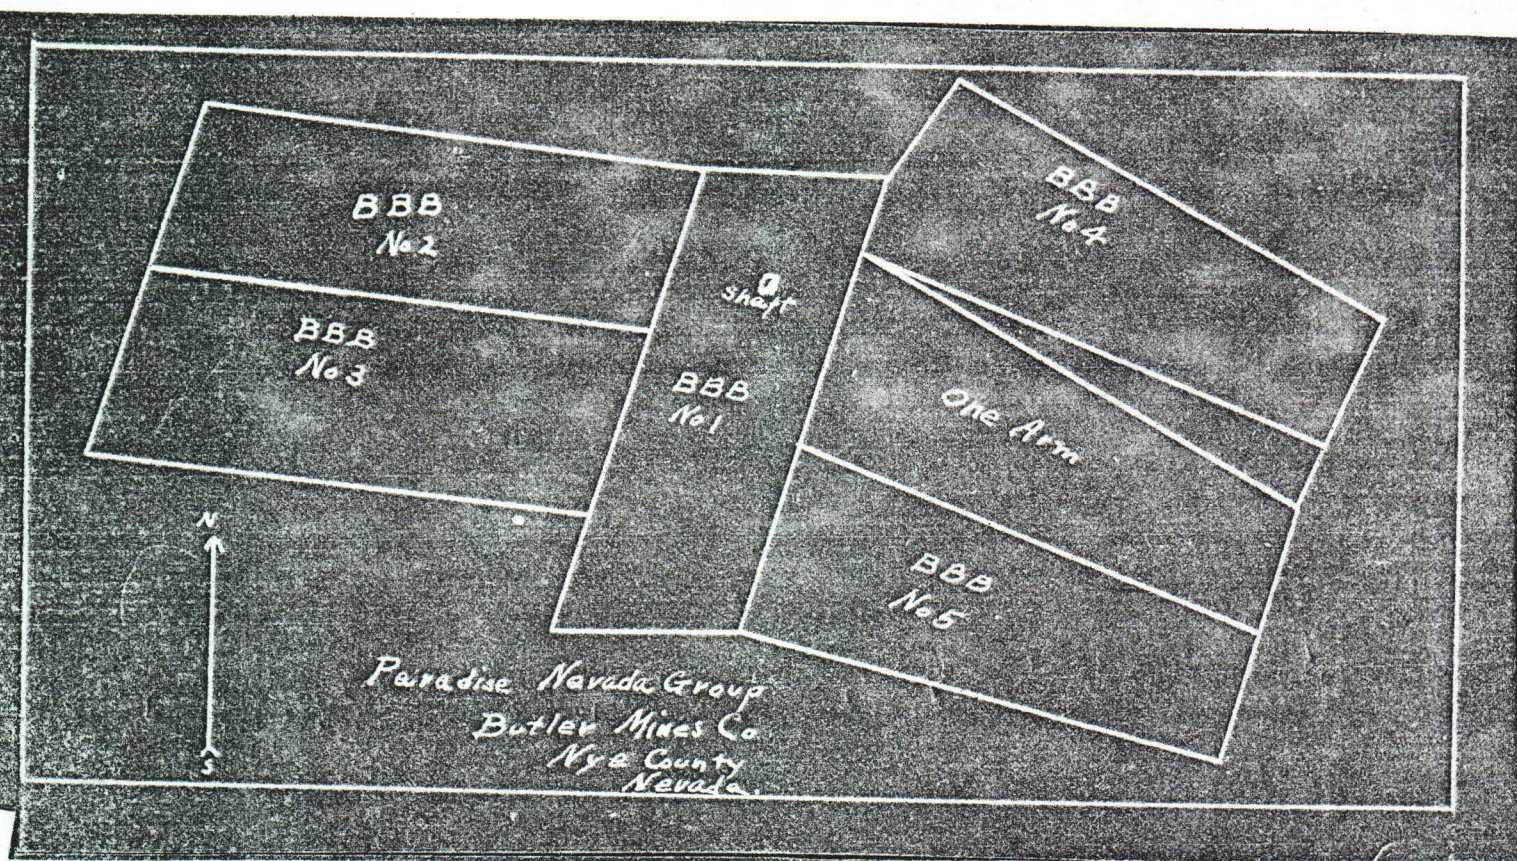 BBB
No 2
BBB
No 3
shaft
BBB
No 1
BBB
No 4
One Arm
BBB
No 5
N
S
Paradise Nevada Group
Butler Mines Co
Nye County
Nevada.